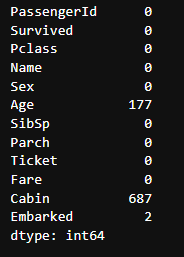 PassengerId 0
Survived 0
Pclass 0
Name 0
Sex 0
Age 177
SibSp 0
Parch 0
Ticket 0
Fare 0
Cabin 687
Embarked 2
dtype: int64